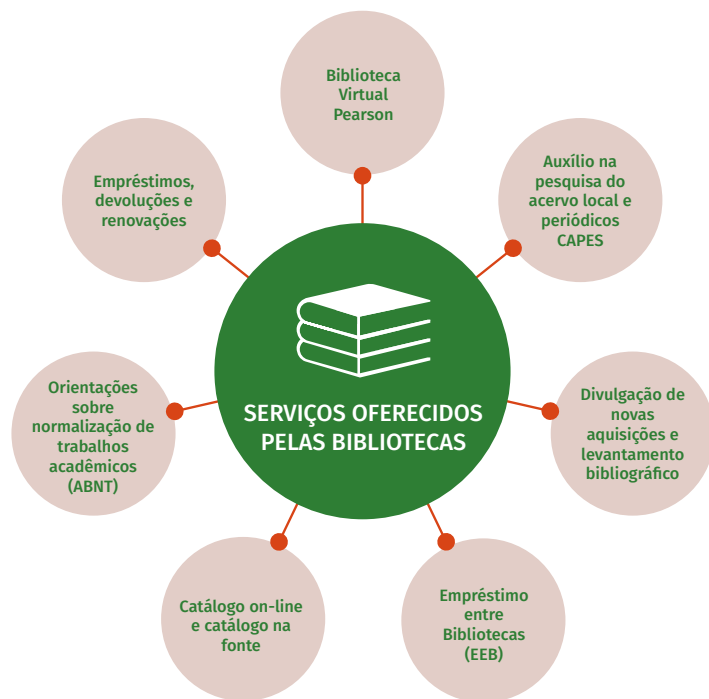 Biblioteca
Virtual
Pearson
Auxílio na
pesquisa do
acervo local e
periódicos
CAPES
Divulgação de
novas
aquisições e
levantamento
bibliográfico
Empréstimo
entre
Bibliotecas
(EEB)
Catálogo on-line
e catálogo na
fonte
Orientações
sobre
normalização de
trabalhos
acadêmicos
(ABNT)
Empréstimos,
devoluções e
renovações
SERVIÇOS OFERECIDOS
PELAS BIBLIOTECAS